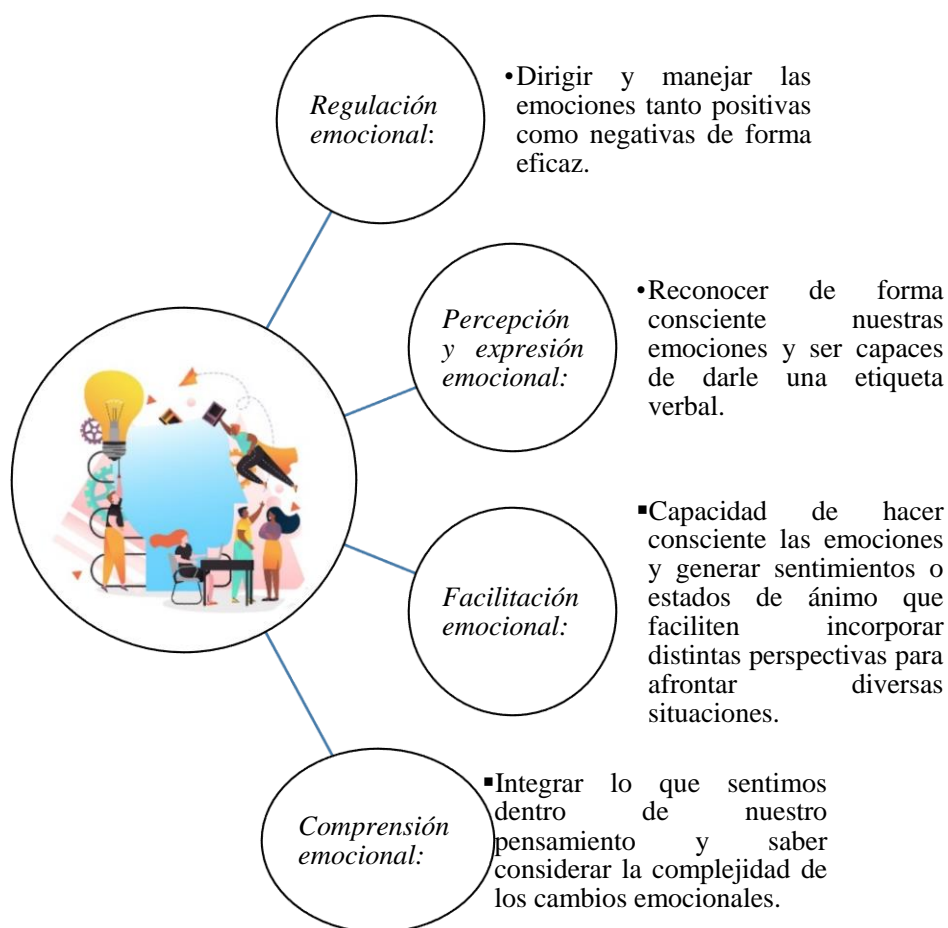 Regulación
emocional:
•Dirigir y manejar las
emociones tanto positivas
como negativas de forma
eficaz.
Percepción
y expresión
emocional:
•Reconocer de forma
consciente nuestras
emociones y ser capaces
de darle una etiqueta
verbal.
Facilitación
emocional:
▪Capacidad de hacer
consciente las emociones
y generar sentimientos o
estados de ánimo que
faciliten incorporar
distintas perspectivas para
afrontar diversas
situaciones.
Comprensión
emocional:
▪Integrar lo que sentimos
dentro de nuestro
pensamiento y saber
considerar la complejidad de
los cambios emocionales.